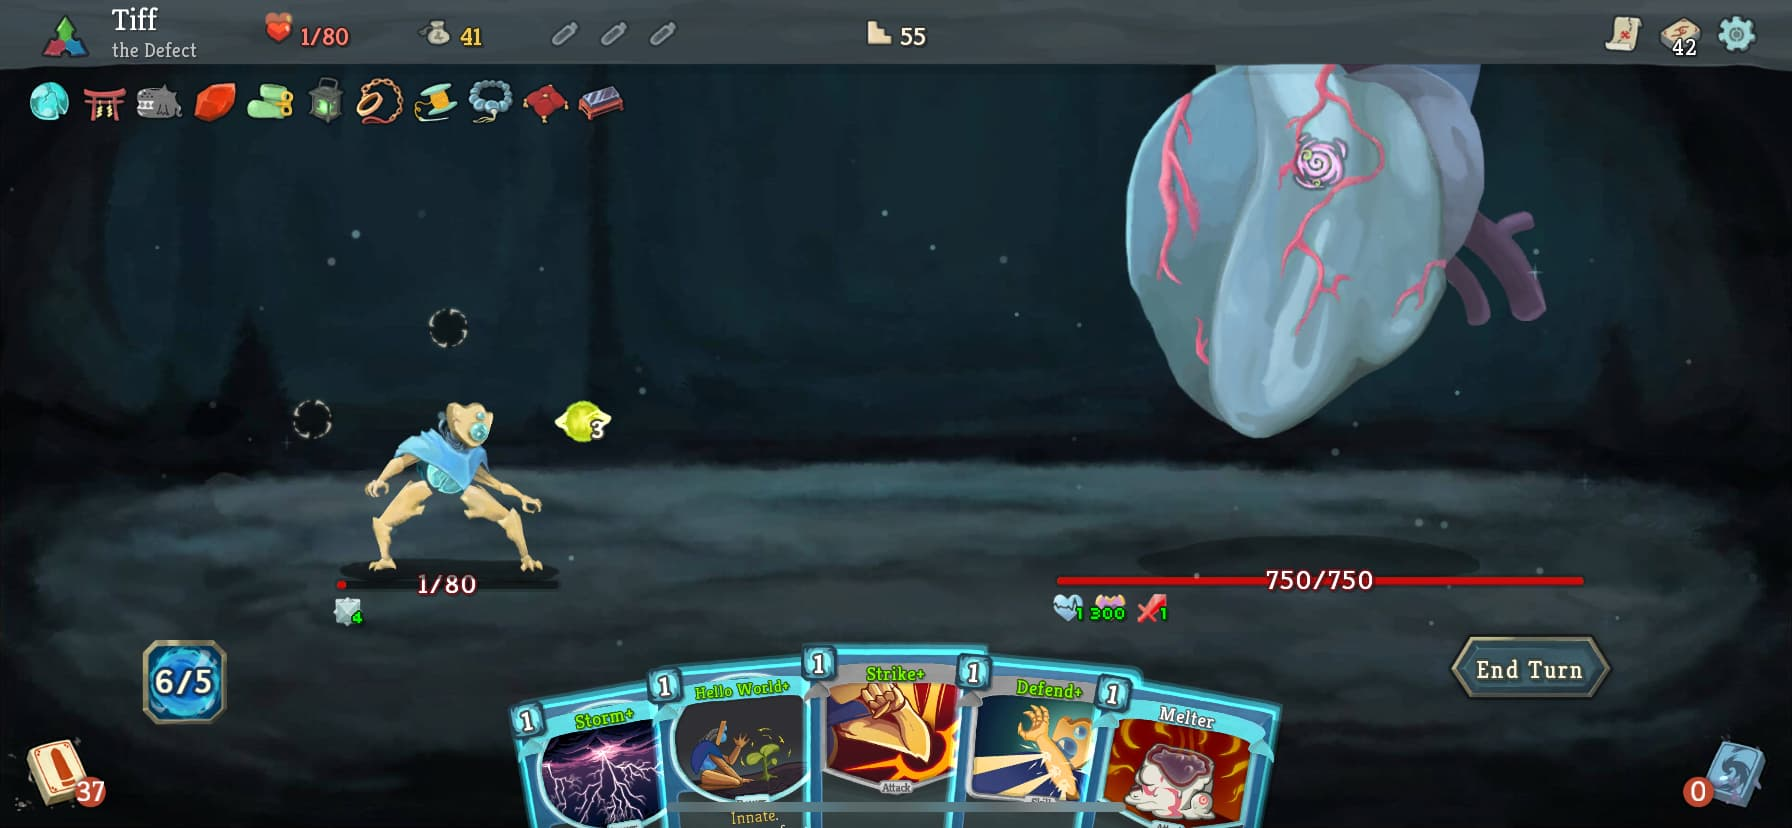 Tiff
the Defect
1/80
41
55
42
3
1/80
4
750/750
1 300 1
6/5
End Turn
1 Storm+
1 Hello World+
Innate.
1 Strike+
Attack
1 Defend+
1 Melter
37
0